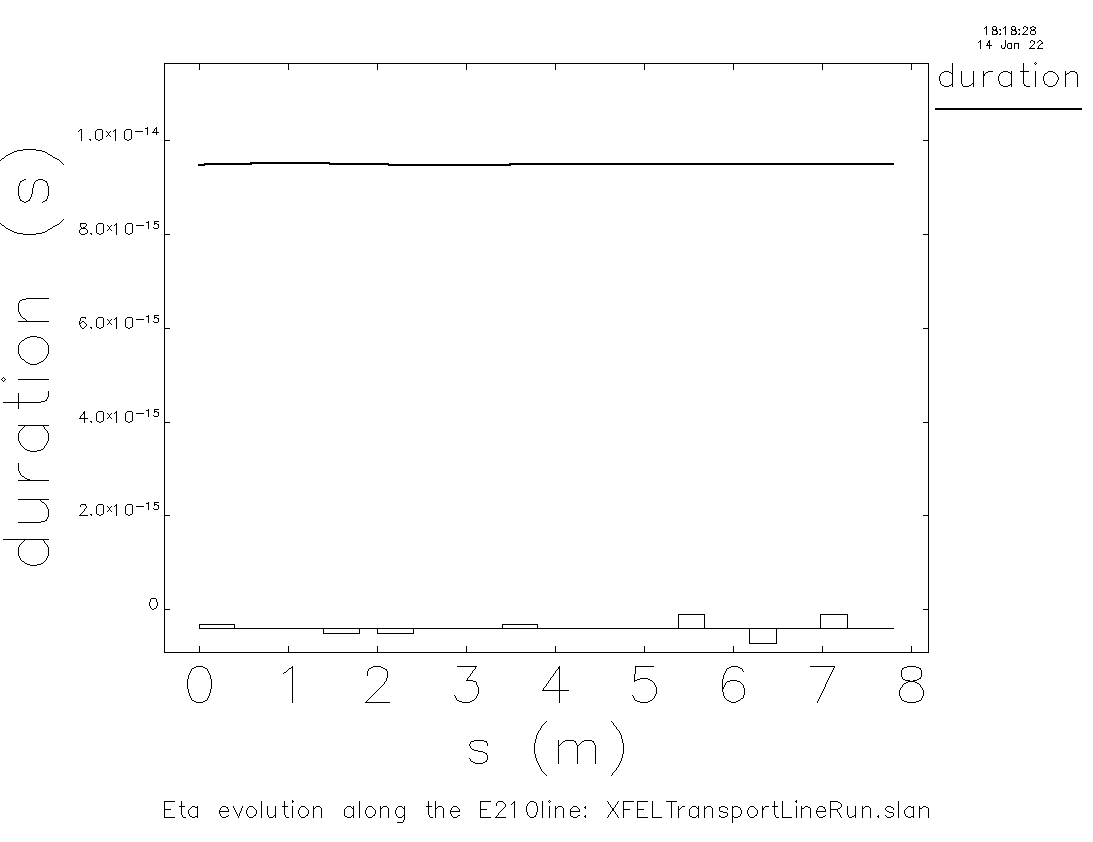 18:18:28
14 Jan 22
duration
duration (s)
1.0×10−14
8.0×10−15
6.0×10−15
4.0×10−15
2.0×10−15
0
0 1 2 3 4 5 6 7 8
s (m)
Eta evolution along the E210line: XFELTransportLineRun.slan